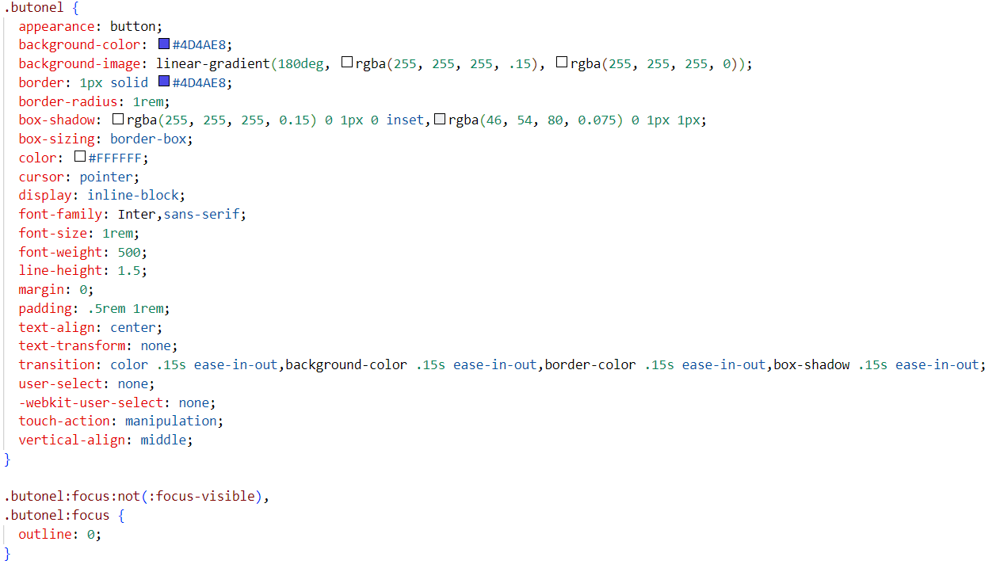 .butonel {
  appearance: button;
  background-color: #4D4AE8;
  background-image: linear-gradient(180deg, rgba(255, 255, 255, .15), rgba(255, 255, 255, 0));
  border: 1px solid #4D4AE8;
  border-radius: 1rem;
  box-shadow: rgba(255, 255, 255, 0.15) 0 1px 0 inset,rgba(46, 54, 80, 0.075) 0 1px 1px;
  box-sizing: border-box;
  color: #FFFFFF;
  cursor: pointer;
  display: inline-block;
  font-family: Inter,sans-serif;
  font-size: 1rem;
  font-weight: 500;
  line-height: 1.5;
  margin: 0;
  padding: .5rem 1rem;
  text-align: center;
  text-transform: none;
  transition: color .15s ease-in-out,background-color .15s ease-in-out,border-color .15s ease-in-out,box-shadow .15s ease-in-out;
  user-select: none;
  -webkit-user-select: none;
  touch-action: manipulation;
  vertical-align: middle;
}

.butonel:focus:not(:focus-visible),
.butonel:focus {
  outline: 0;
}